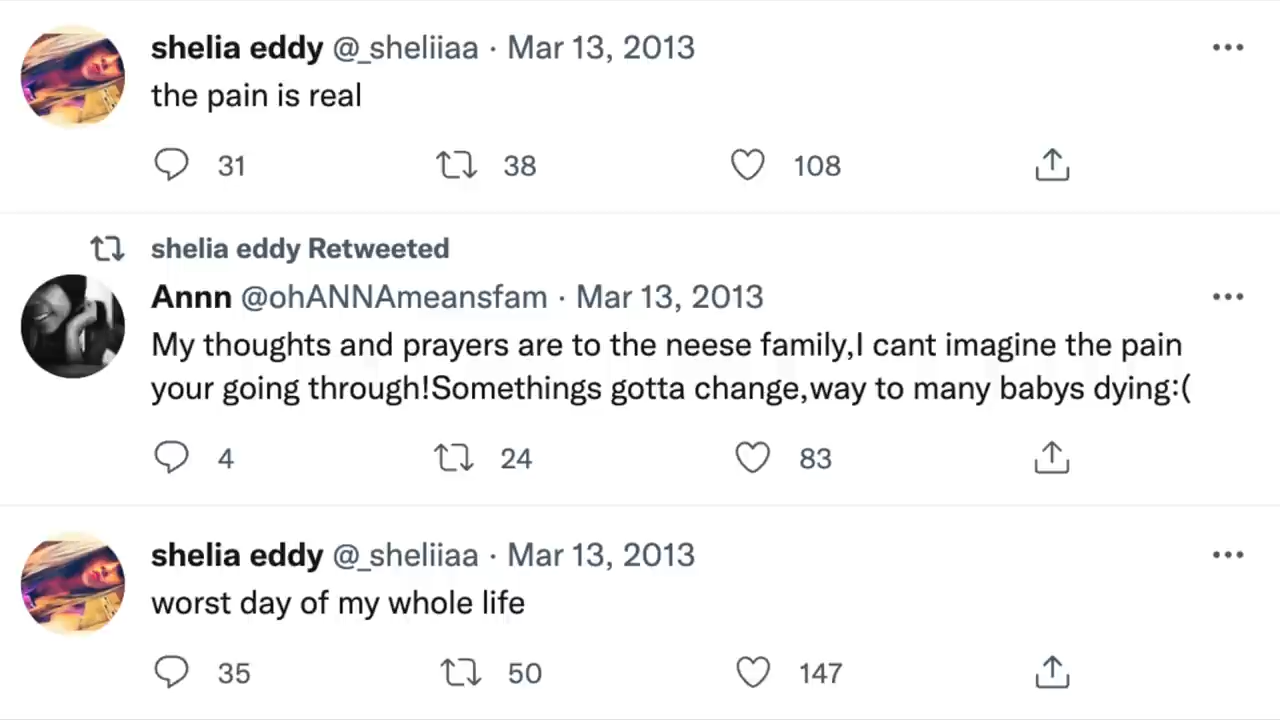 shelia eddy @_sheliiaa · Mar 13, 2013
the pain is real
31 38 108
shelia eddy Retweeted
Annn @ohANNAmeansfam · Mar 13, 2013
My thoughts and prayers are to the neese family,I cant imagine the pain
your going through!Somethings gotta change,way to many babys dying:(
4 24 83
shelia eddy @_sheliiaa · Mar 13, 2013
worst day of my whole life
35 50 147